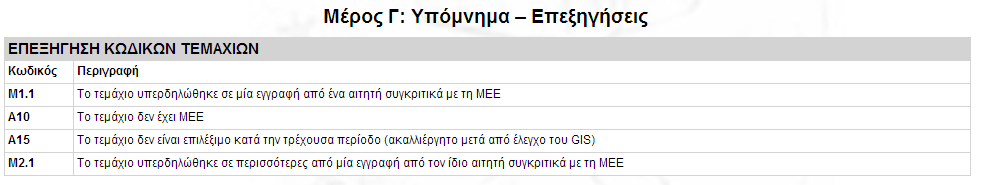 Μέρος Γ: Υπόμνημα – Επεξηγήσεις
ΕΠΕΞΗΓΗΣΗ ΚΩΔΙΚΩΝ ΤΕΜΑΧΙΩΝ
Κωδικός Περιγραφή
M1.1 Το τεμάχιο υπερδηλώθηκε σε μία εγγραφή από ένα αιτητή συγκριτικά με τη ΜΕΕ
A10 Το τεμάχιο δεν έχει ΜΕΕ
A15 Το τεμάχιο δεν είναι επιλέξιμο κατά την τρέχουσα περίοδο (ακαλλιέργητο μετά από έλεγχο του GIS)
M2.1 Το τεμάχιο υπερδηλώθηκε σε περισσότερες από μία εγγραφή από τον ίδιο αιτητή συγκριτικά με τη ΜΕΕ